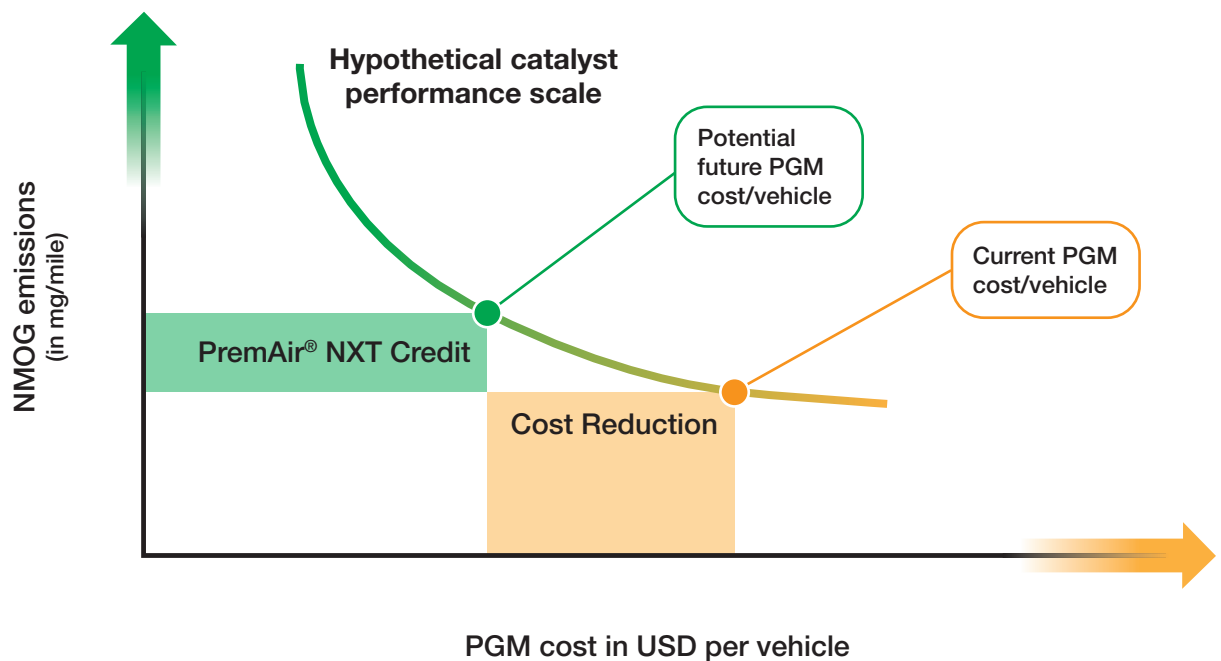 Hypothetical catalyst
performance scale
Potential
future PGM
cost/vehicle
Current PGM
cost/vehicle
NMOG emissions
(in mg/mile)
PremAir® NXT Credit
Cost Reduction
PGM cost in USD per vehicle